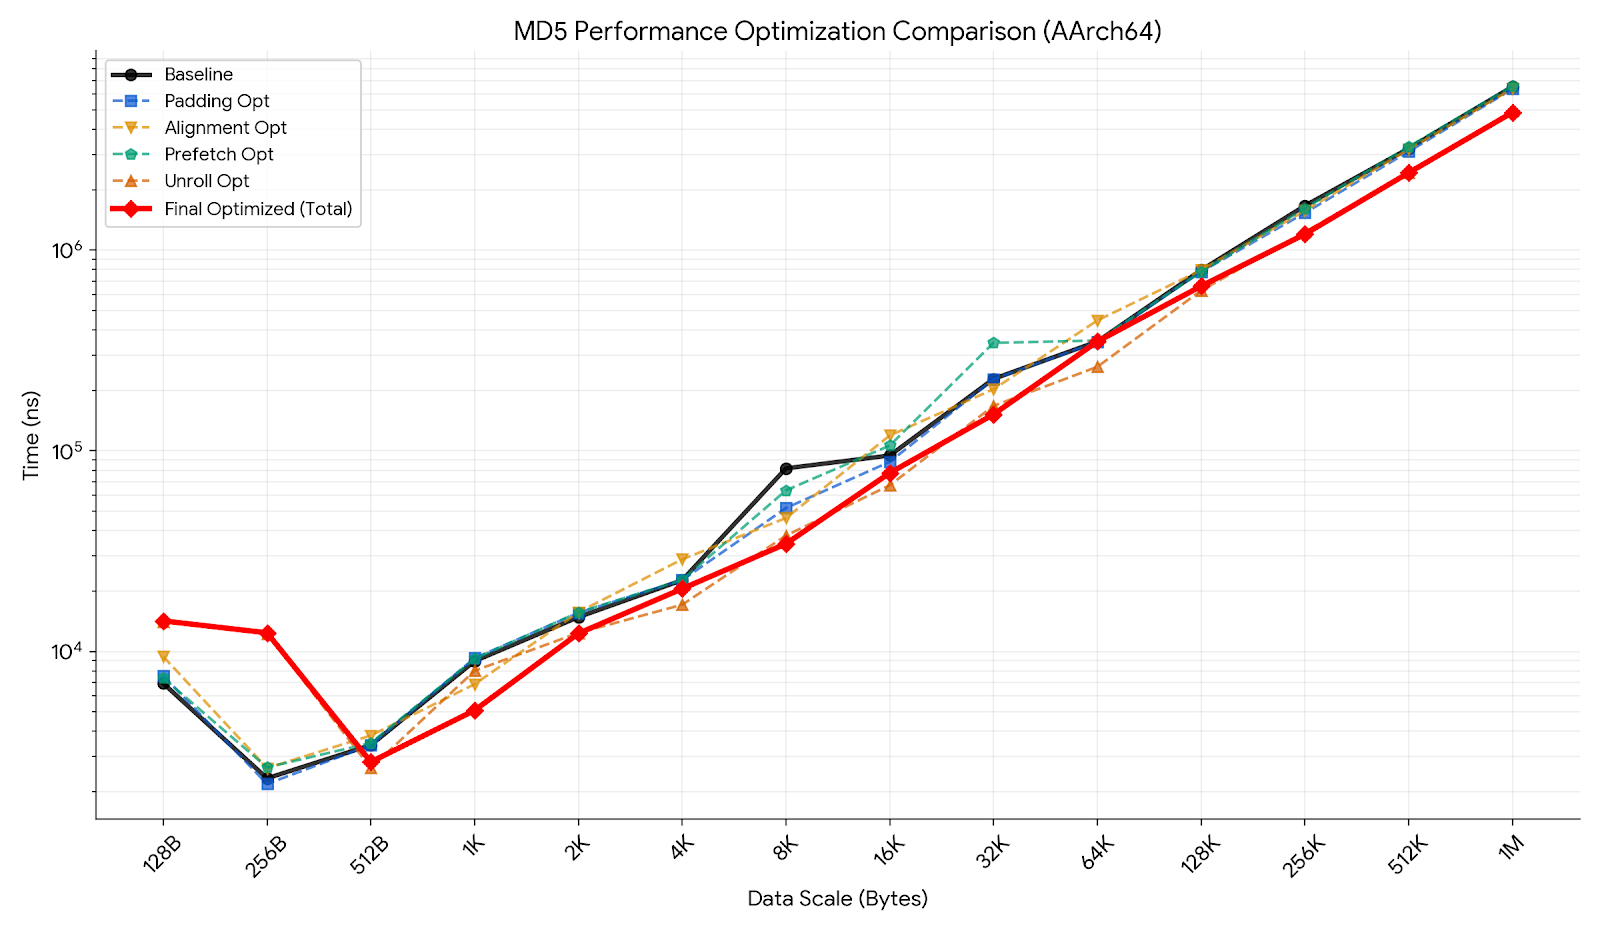 MD5 Performance Optimization Comparison (AArch64)
Baseline
Padding Opt
Alignment Opt
Prefetch Opt
Unroll Opt
Final Optimized (Total)
Time (ns)
10⁶
10⁵
10⁴
128B 256B 512B 1K 2K 4K 8K 16K 32K 64K 128K 256K 512K 1M
Data Scale (Bytes)